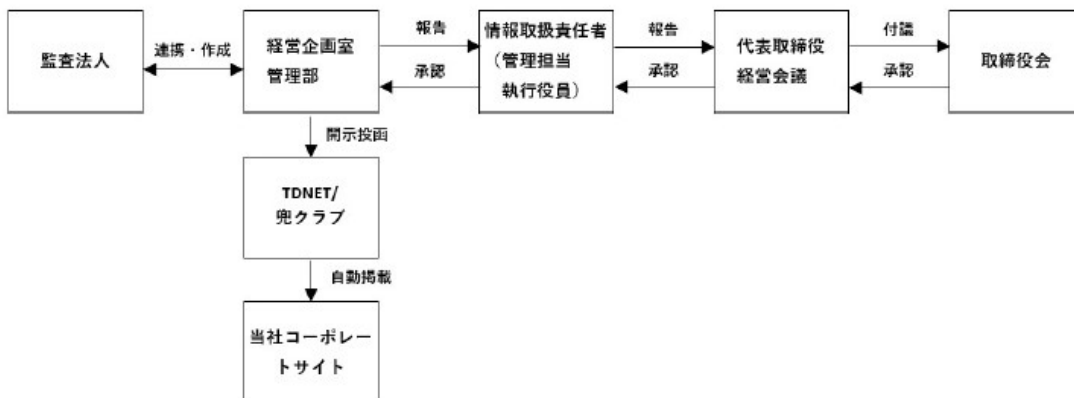 監査法人
連携・作成
経営企画室
管理部
報告
承認
情報取扱責任者
（管理担当
執行役員）
報告
承認
代表取締役
経営会議
付議
承認
取締役会
開示投函
TDNET/
兜クラブ
自動掲載
当社コーポレー
トサイト